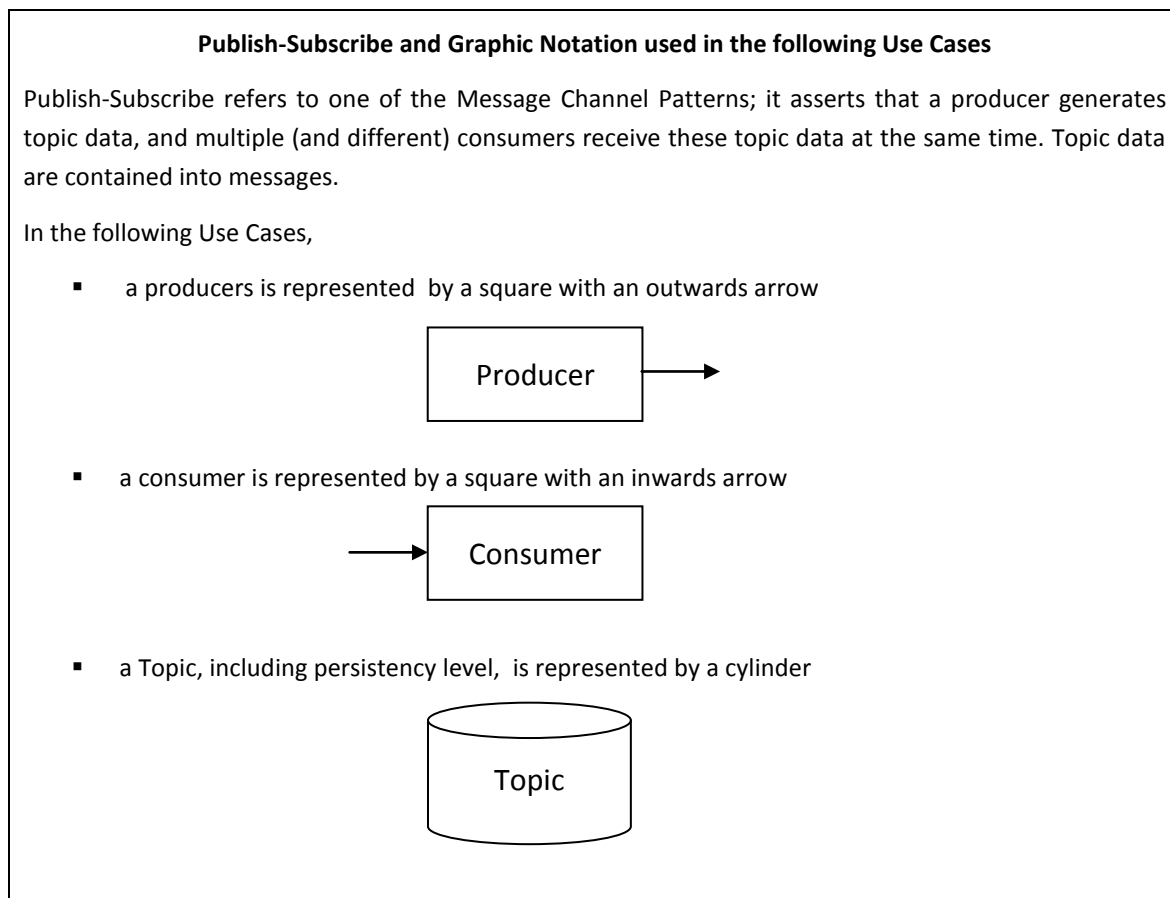 Publish-Subscribe and Graphic Notation used in the following Use Cases
Publish-Subscribe refers to one of the Message Channel Patterns; it asserts that a producer generates
topic data, and multiple (and different) consumers receive these topic data at the same time. Topic data
are contained into messages.
In the following Use Cases,
▪ a producers is represented by a square with an outwards arrow
Producer
▪ a consumer is represented by a square with an inwards arrow
Consumer
▪ a Topic, including persistency level, is represented by a cylinder
Topic